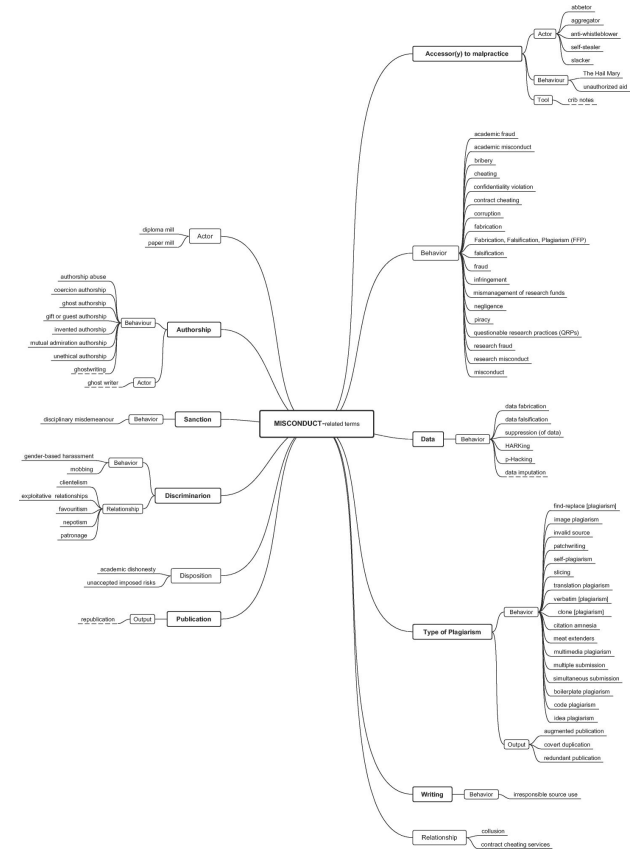 MISCONDUCT-related terms
Accessor(y) to malpractice
Actor
abbetor
aggregator
anti-whistleblower
self-stealer
slacker
Behaviour
The Hail Mary
unauthorized aid
Tool
crib notes
Behavior
academic fraud
academic misconduct
bribery
cheating
confidentiality violation
contract cheating
corruption
fabrication
Fabrication, Falsification, Plagiarism (FFP)
falsification
fraud
infringement
mismanagement of research funds
negligence
piracy
questionable research practices (QRPs)
research fraud
research misconduct
misconduct
Data
Behavior
data fabrication
data falsification
suppression (of data)
HARKing
p-Hacking
data imputation
Type of Plagiarism
Behavior
find-replace [plagiarism]
image plagiarism
invalid source
patchwriting
self-plagiarism
slicing
translation plagiarism
verbatim [plagiarism]
clone [plagiarism]
citation amnesia
meat extenders
multimedia plagiarism
multiple submission
simultaneous submission
boilerplate plagiarism
code plagiarism
idea plagiarism
Output
augmented publication
covert duplication
redundant publication
Writing
Behavior
irresponsible source use
Relationship
collusion
contract cheating services
Actor
diploma mill
paper mill
Authorship
Behaviour
authorship abuse
coercion authorship
ghost authorship
gift or guest authorship
invented authorship
mutual admiration authorship
unethical authorship
ghostwriting
Actor
ghost writer
Sanction
Behavior
disciplinary misdemeanour
Discriminarion
Behavior
gender-based harassment
mobbing
Relationship
clientelism
exploitative relationships
favouritism
nepotism
patronage
Disposition
academic dishonesty
unaccepted imposed risks
Publication
Output
republication